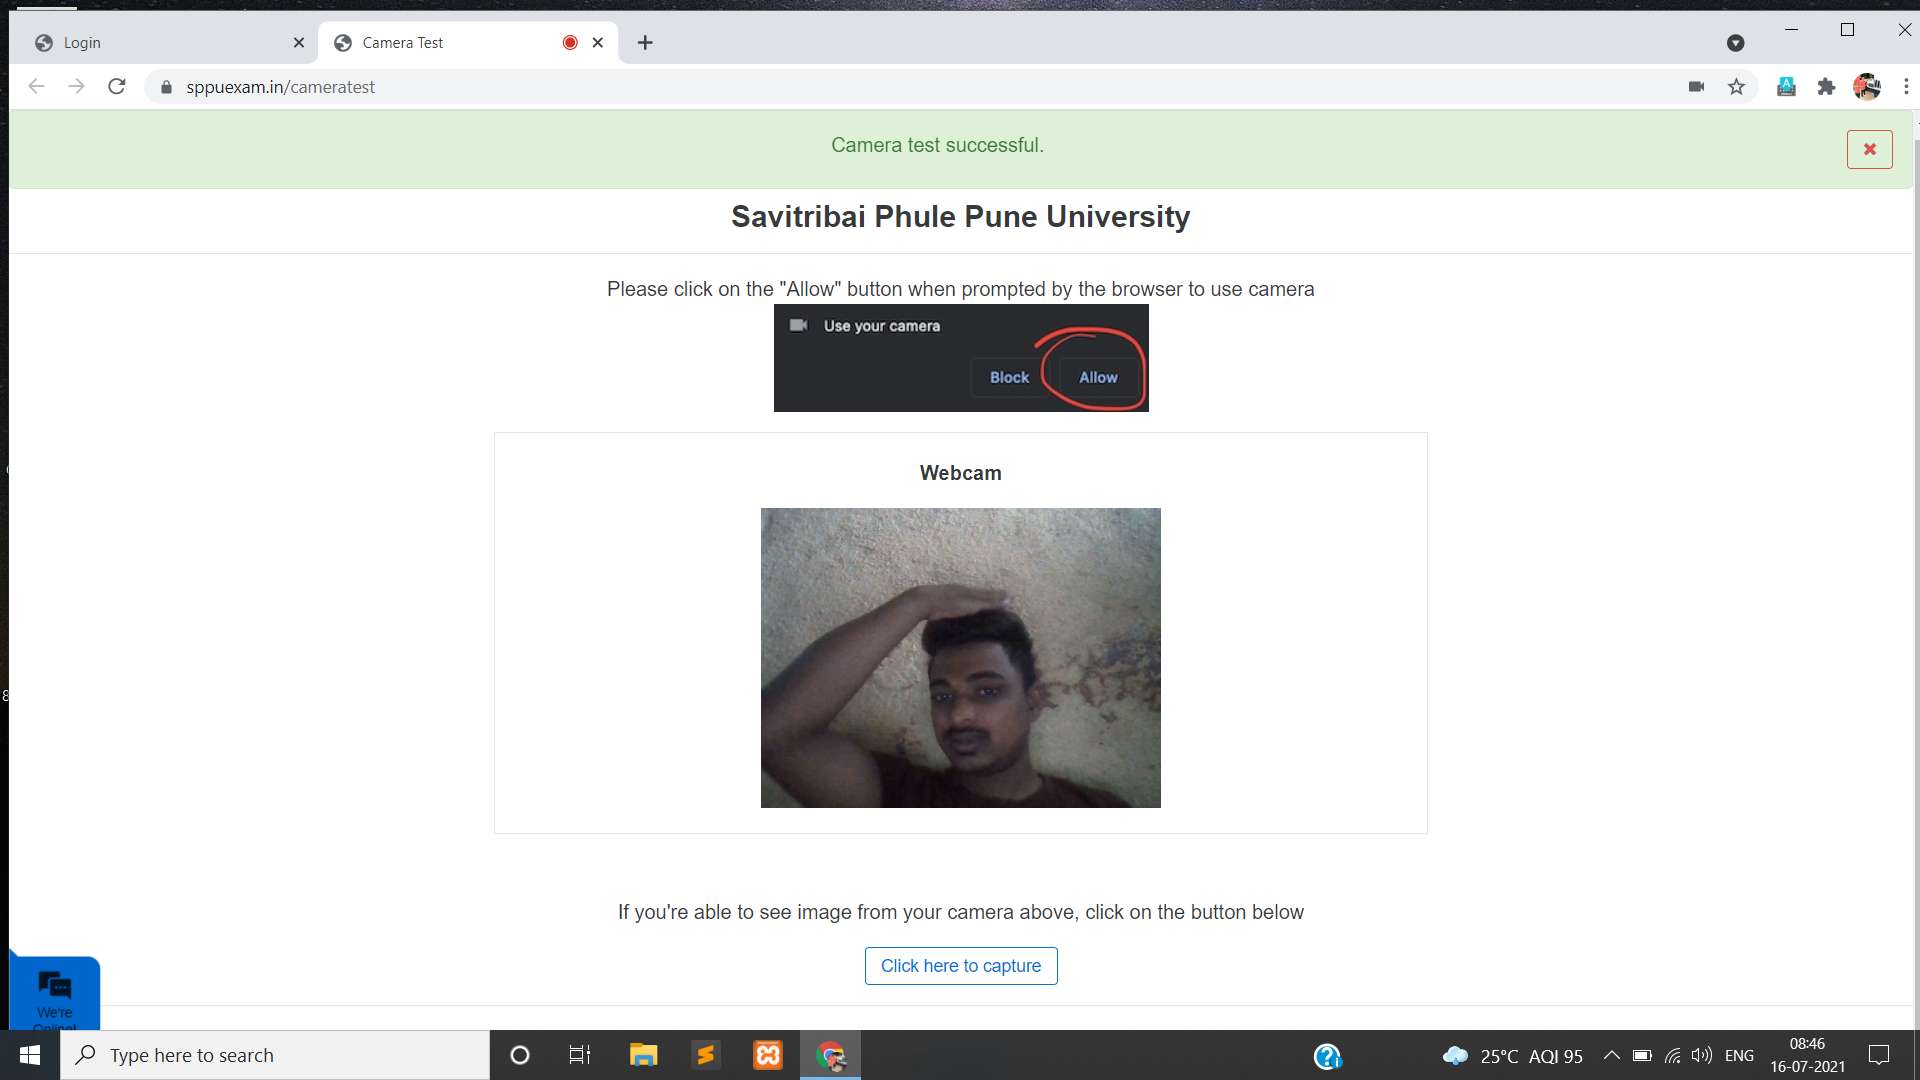 Login
Camera Test
sppuexam.in/cameratest
Camera test successful.
Savitribai Phule Pune University
Please click on the "Allow" button when prompted by the browser to use camera
Use your camera
Block Allow
Webcam
If you're able to see image from your camera above, click on the button below
Click here to capture
We're
Online!
Type here to search
25°C AQI 95
ENG
08:46
16-07-2021